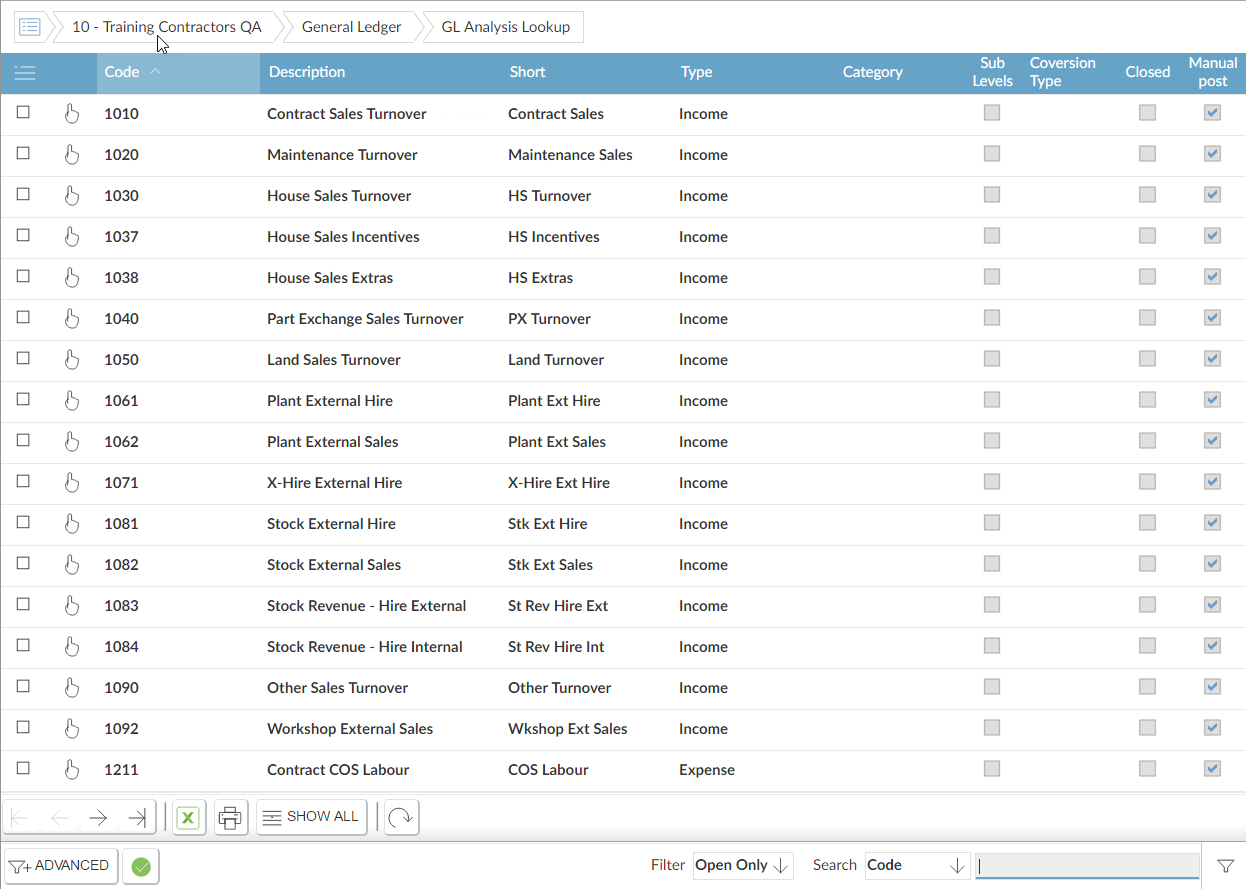 10 - Training Contractors QA General Ledger GL Analysis Lookup
Code Description Short Type Category Sub Levels Coversion Type Closed Manual post
1010 Contract Sales Turnover Contract Sales Income
1020 Maintenance Turnover Maintenance Sales Income
1030 House Sales Turnover HS Turnover Income
1037 House Sales Incentives HS Incentives Income
1038 House Sales Extras HS Extras Income
1040 Part Exchange Sales Turnover PX Turnover Income
1050 Land Sales Turnover Land Turnover Income
1061 Plant External Hire Plant Ext Hire Income
1062 Plant External Sales Plant Ext Sales Income
1071 X-Hire External Hire X-Hire Ext Hire Income
1081 Stock External Hire Stk Ext Hire Income
1082 Stock External Sales Stk Ext Sales Income
1083 Stock Revenue - Hire External St Rev Hire Ext Income
1084 Stock Revenue - Hire Internal St Rev Hire Int Income
1090 Other Sales Turnover Other Turnover Income
1092 Workshop External Sales Wkshop Ext Sales Income
1211 Contract COS Labour COS Labour Expense
X SHOW ALL
ADVANCED Filter Open Only Search Code